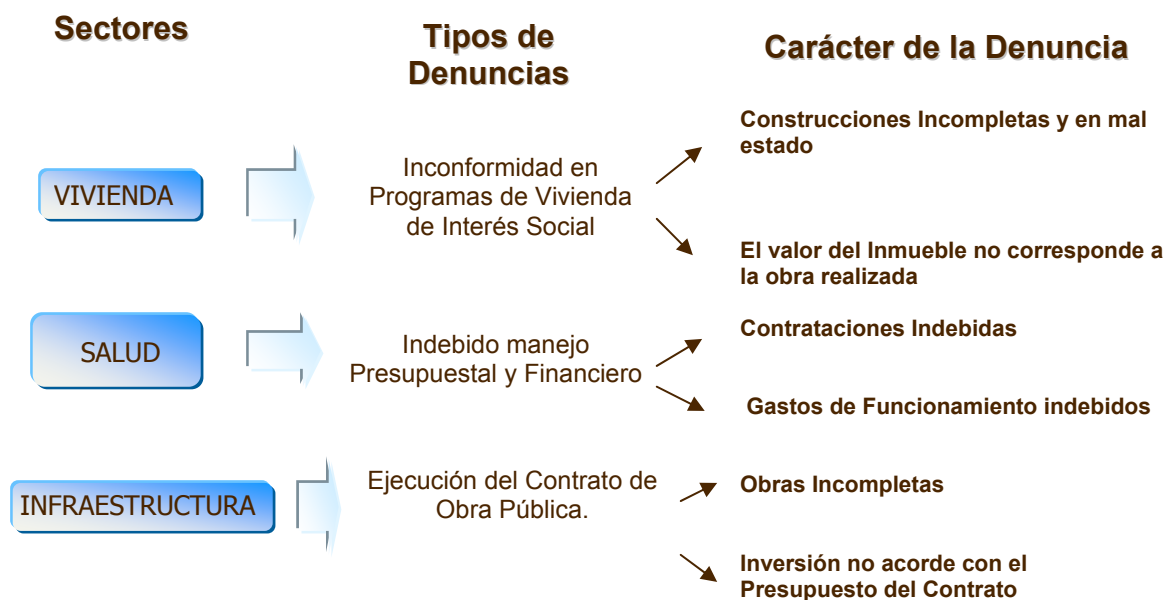 Sectores
Tipos de
Denuncias
Carácter de la Denuncia
VIVIENDA
Inconformidad en
Programas de Vivienda
de Interés Social
Construcciones Incompletas y en mal
estado
El valor del Inmueble no corresponde a
la obra realizada
SALUD
Indebido manejo
Presupuestal y Financiero
Contrataciones Indebidas
Gastos de Funcionamiento indebidos
INFRAESTRUCTURA
Ejecución del Contrato de
Obra Pública.
Obras Incompletas
Inversión no acorde con el
Presupuesto del Contrato